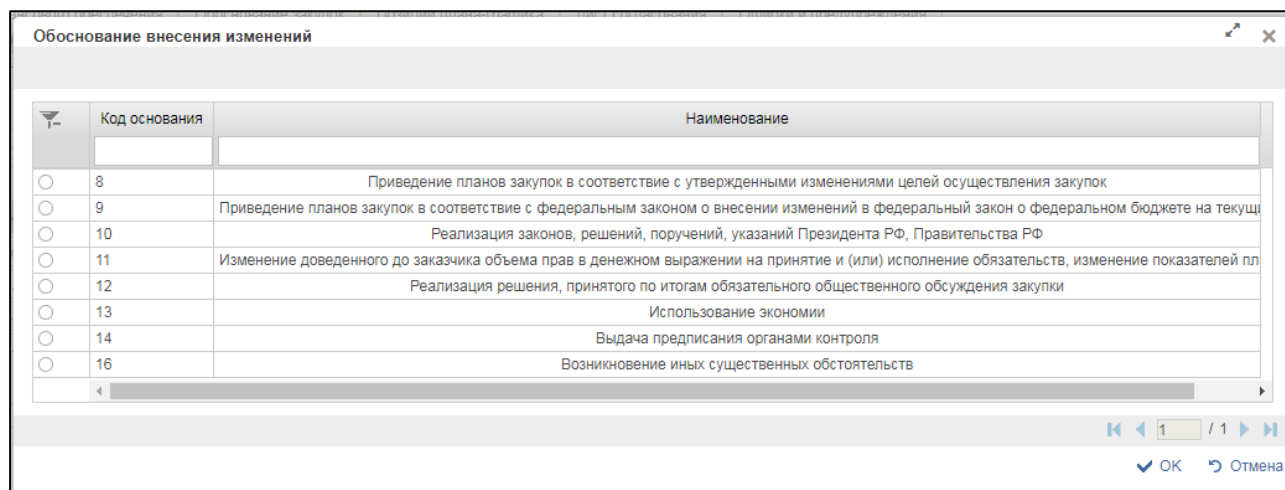 Обоснование внесения изменений
Код основания Наименование
8 Приведение планов закупок в соответствие с утвержденными изменениями целей осуществления закупок
9 Приведение планов закупок в соответствие с федеральным законом о внесении изменений в федеральный закон о федеральном бюджете на текущи
10 Реализация законов, решений, поручений, указаний Президента РФ, Правительства РФ
11 Изменение доведенного до заказчика объема прав в денежном выражении на принятие и (или) исполнение обязательств, изменение показателей пл
12 Реализация решения, принятого по итогам обязательного общественного обсуждения закупки
13 Использование экономии
14 Выдача предписания органами контроля
16 Возникновение иных существенных обстоятельств
1 / 1
ОК Отмена